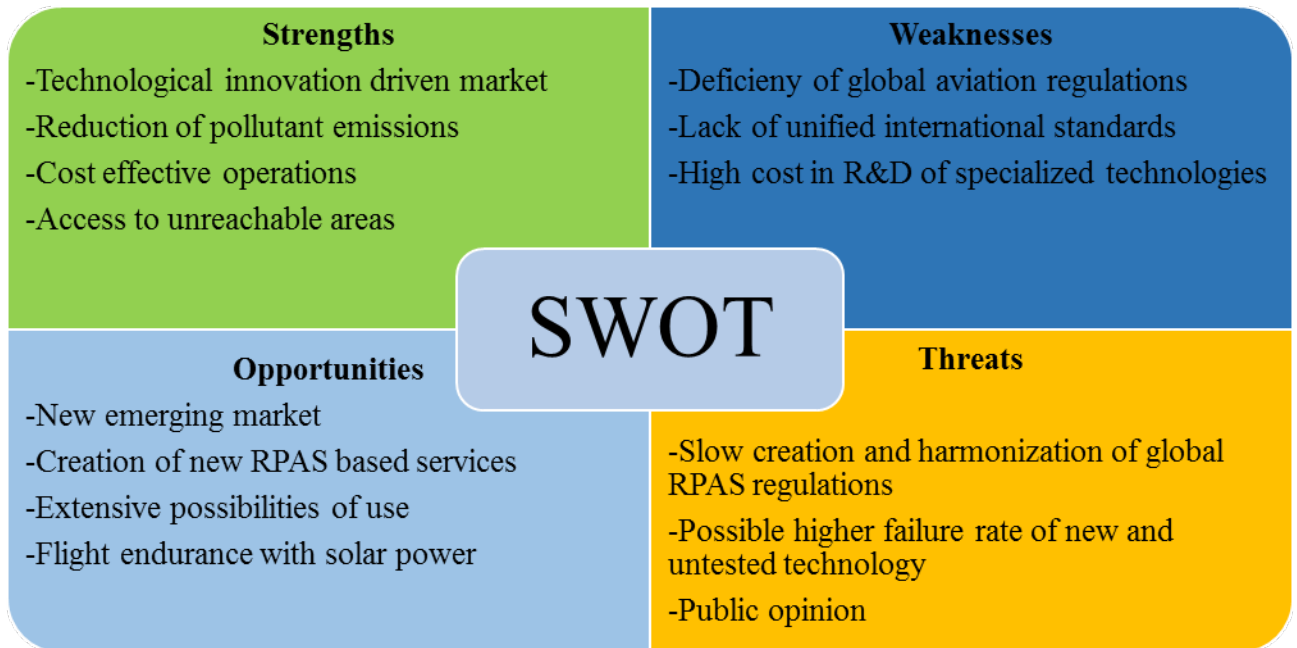 Strengths
-Technological innovation driven market
-Reduction of pollutant emissions
-Cost effective operations
-Access to unreachable areas
Weaknesses
-Deficieny of global aviation regulations
-Lack of unified international standards
-High cost in R&D of specialized technologies
SWOT
Opportunities
-New emerging market
-Creation of new RPAS based services
-Extensive possibilities of use
-Flight endurance with solar power
Threats
-Slow creation and harmonization of global
RPAS regulations
-Possible higher failure rate of new and
untested technology
-Public opinion